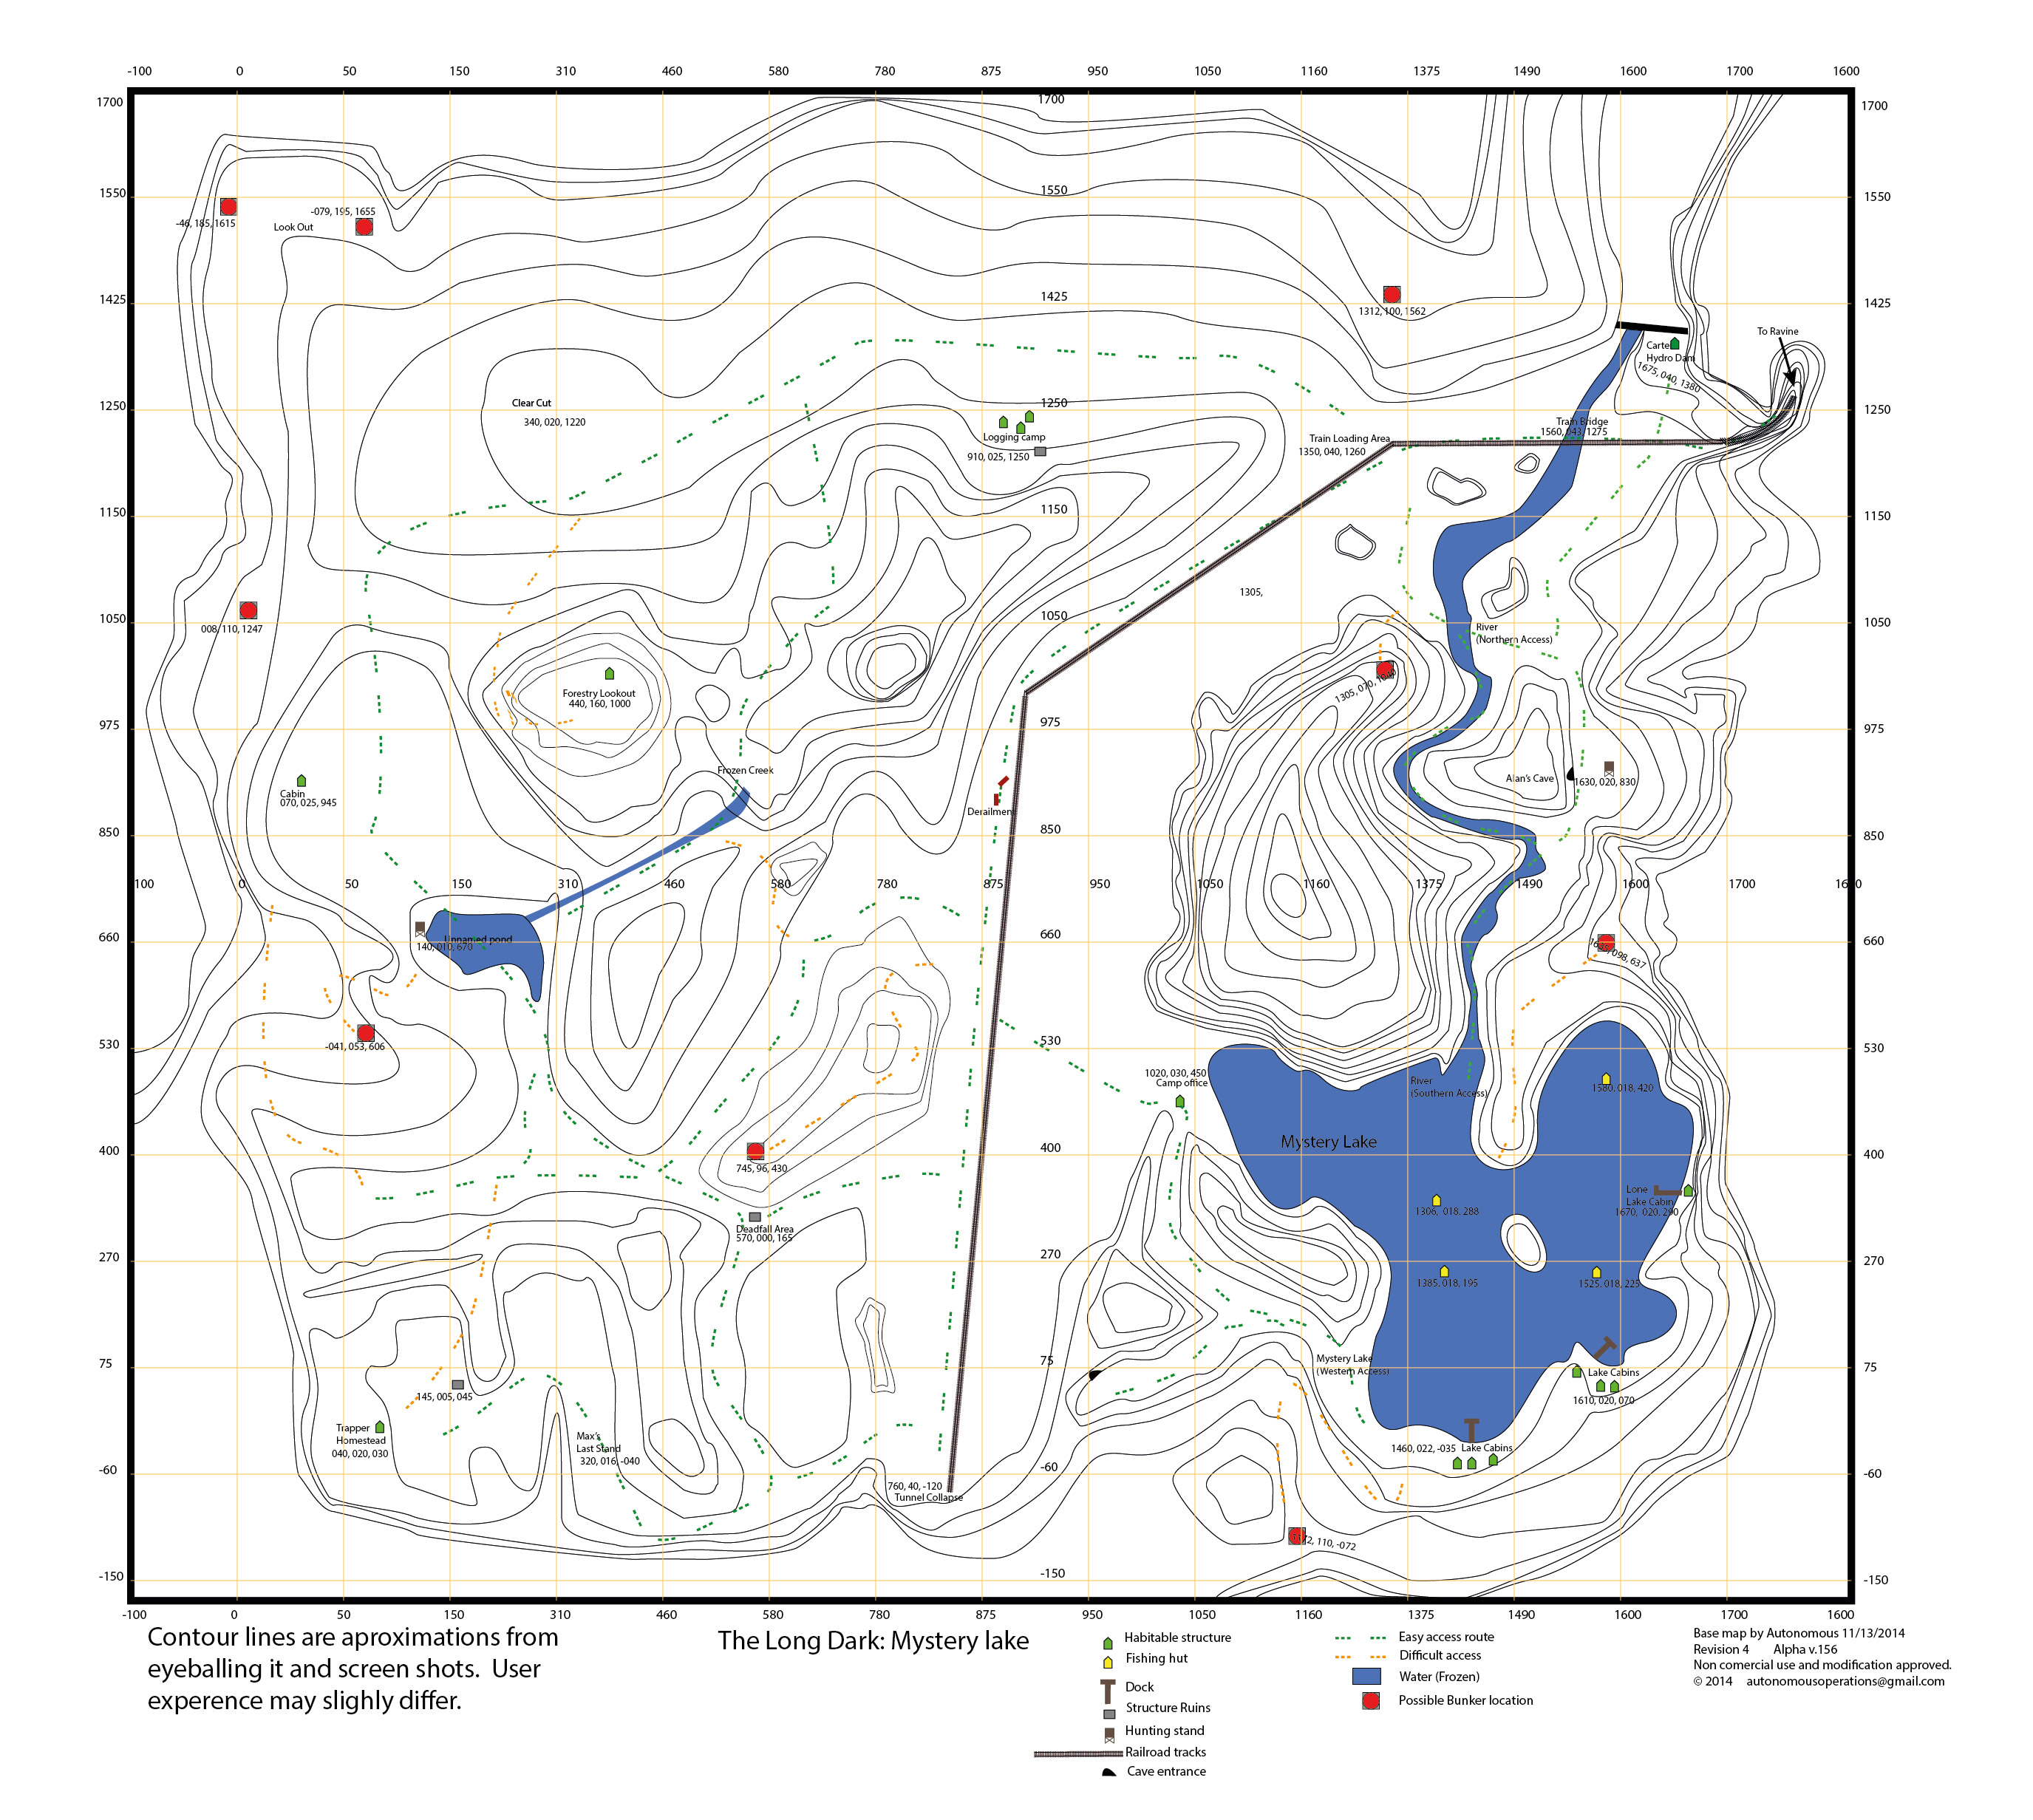 -100 0 50 150 310 460 580 780 875 950 1050 1160 1375 1490 1600 1700 1600
1700 1700 1700
1550 1550 1550
-46, 185, 1615
-079, 195, 1655
Look Out
1425 1425 1425
1312, 100, 1562
To Ravine
Carter
Hydro Dam
1675, 040, 1380
1250 1250 1250
Clear Cut
340, 020, 1220
Logging camp
910, 025, 1250
Train Loading Area
1350, 040, 1260
Train Bridge
1560, 043, 1275
1150 1150 1150
1305,
1050 1050 1050
008, 110, 1247
River
(Northern Access)
Forestry Lookout
440, 160, 1000
1305, 070, 1000
975 975 975
Frozen Creek
Cabin
070, 025, 945
Derailment
Alan's Cave
1630, 020, 830
850 850 850
100 0 50 150 310 460 580 780 875 950 1050 1160 1375 1490 1600 1700 1600
660 660 660
Unnamed pond
140, 010, 670
098, 637
530 530 530
-041, 053, 606
1020, 030, 450
Camp office
River
(Southern Access)
1580, 018, 420
Mystery Lake
400 400 400
745, 96, 430
Lone
Lake Cabin
1670, 020, 290
1306, 018, 288
Deadfall Area
570, 000, 165
270 270 270
1385, 018, 195
1525, 018, 225
75 75 75
Mystery Lake
(Western Access)
Lake Cabins
1610, 020, 070
145, 005, 045
Trapper
Homestead
040, 020, 030
Max's
Last Stand
320, 016, -040
1460, 022, -035 Lake Cabins
-60 -60 -60
760, 40, -120
Tunnel Collapse
110, -072
-150 -150 -150
-100 0 50 150 310 460 580 780 875 950 1050 1160 1375 1490 1600 1700 1600
Contour lines are aproximations from
eyeballing it and screen shots. User
experence may slighly differ.
The Long Dark: Mystery lake
Habitable structure
Fishing hut
Dock
Structure Ruins
Hunting stand
Railroad tracks
Cave entrance
Easy access route
Difficult access
Water (Frozen)
Possible Bunker location
Base map by Autonomous 11/13/2014
Revision 4 Alpha v.156
Non comercial use and modification approved.
© 2014 autonomousoperations@gmail.com